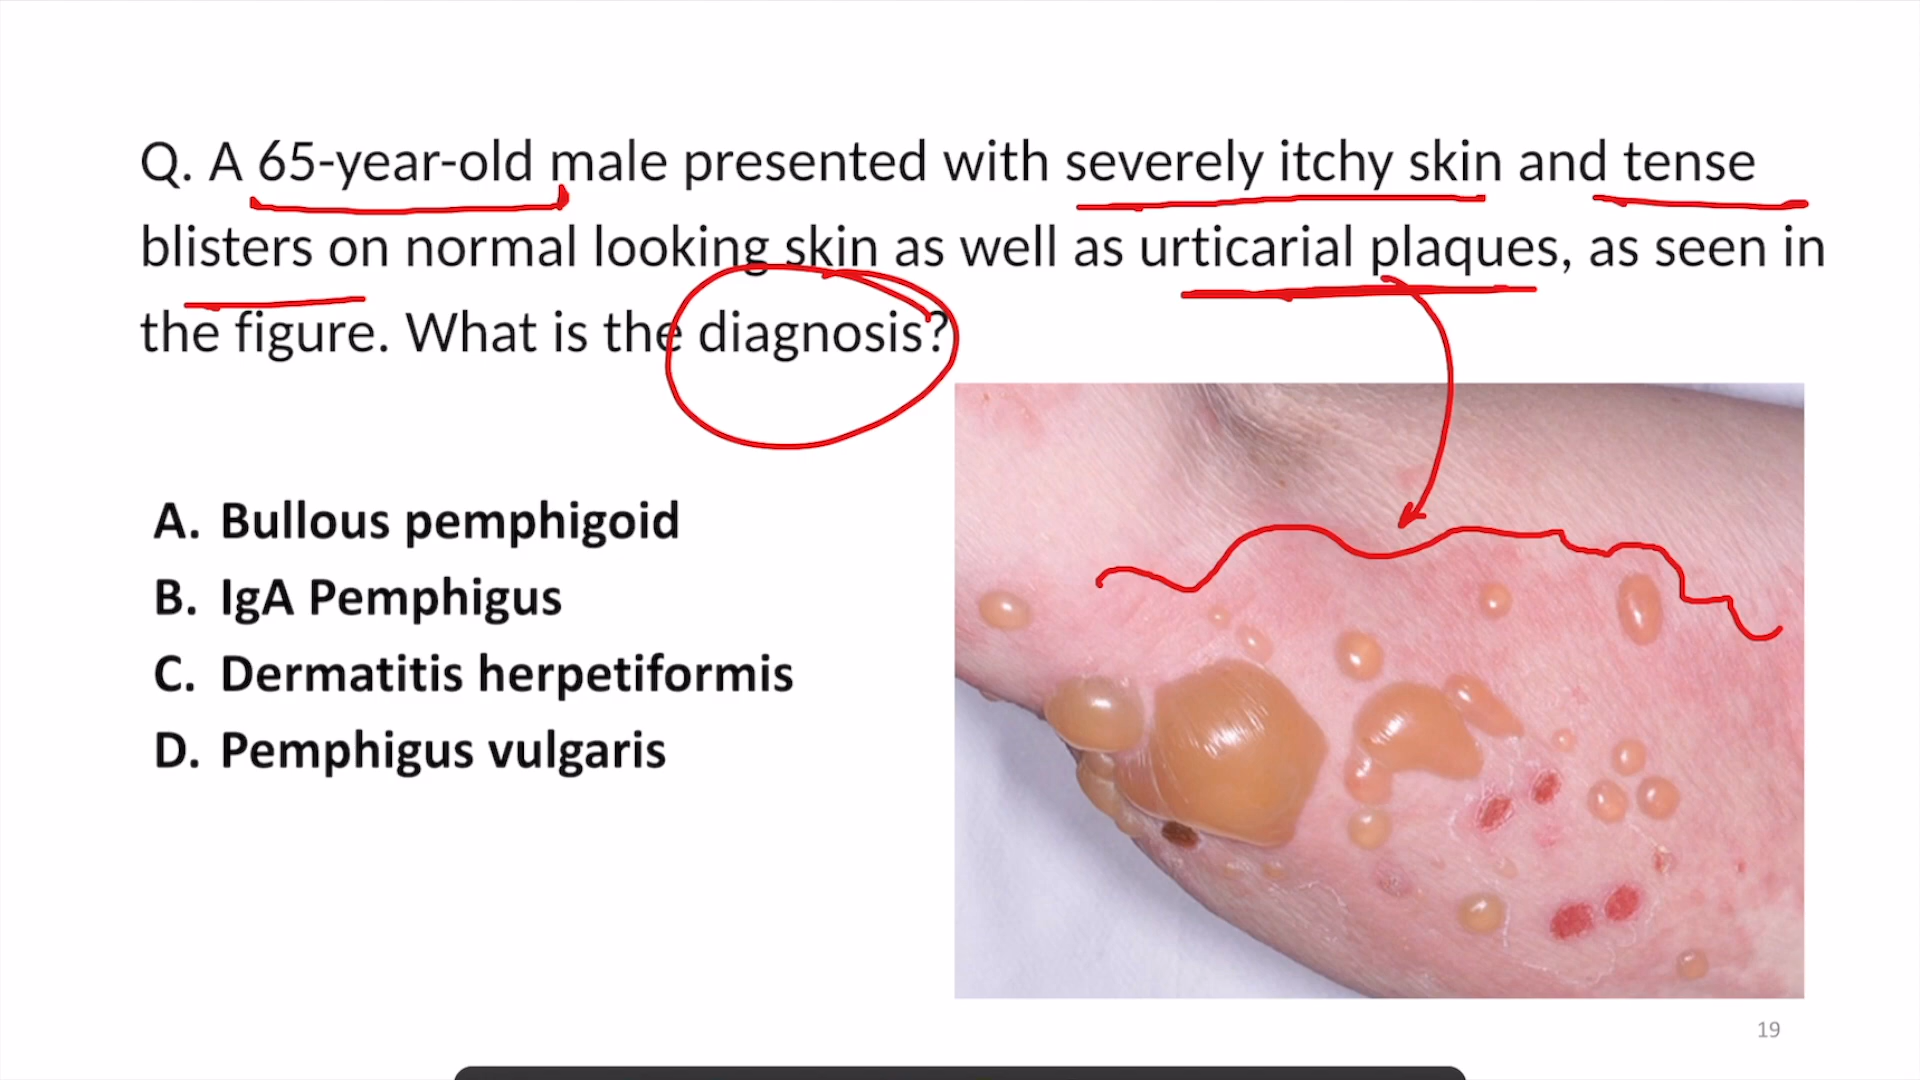 Q. A 65-year-old male presented with severely itchy skin and tense
blisters on normal looking skin as well as urticarial plaques, as seen in
the figure. What is the diagnosis?
A. Bullous pemphigoid
B. IgA Pemphigus
C. Dermatitis herpetiformis
D. Pemphigus vulgaris
19